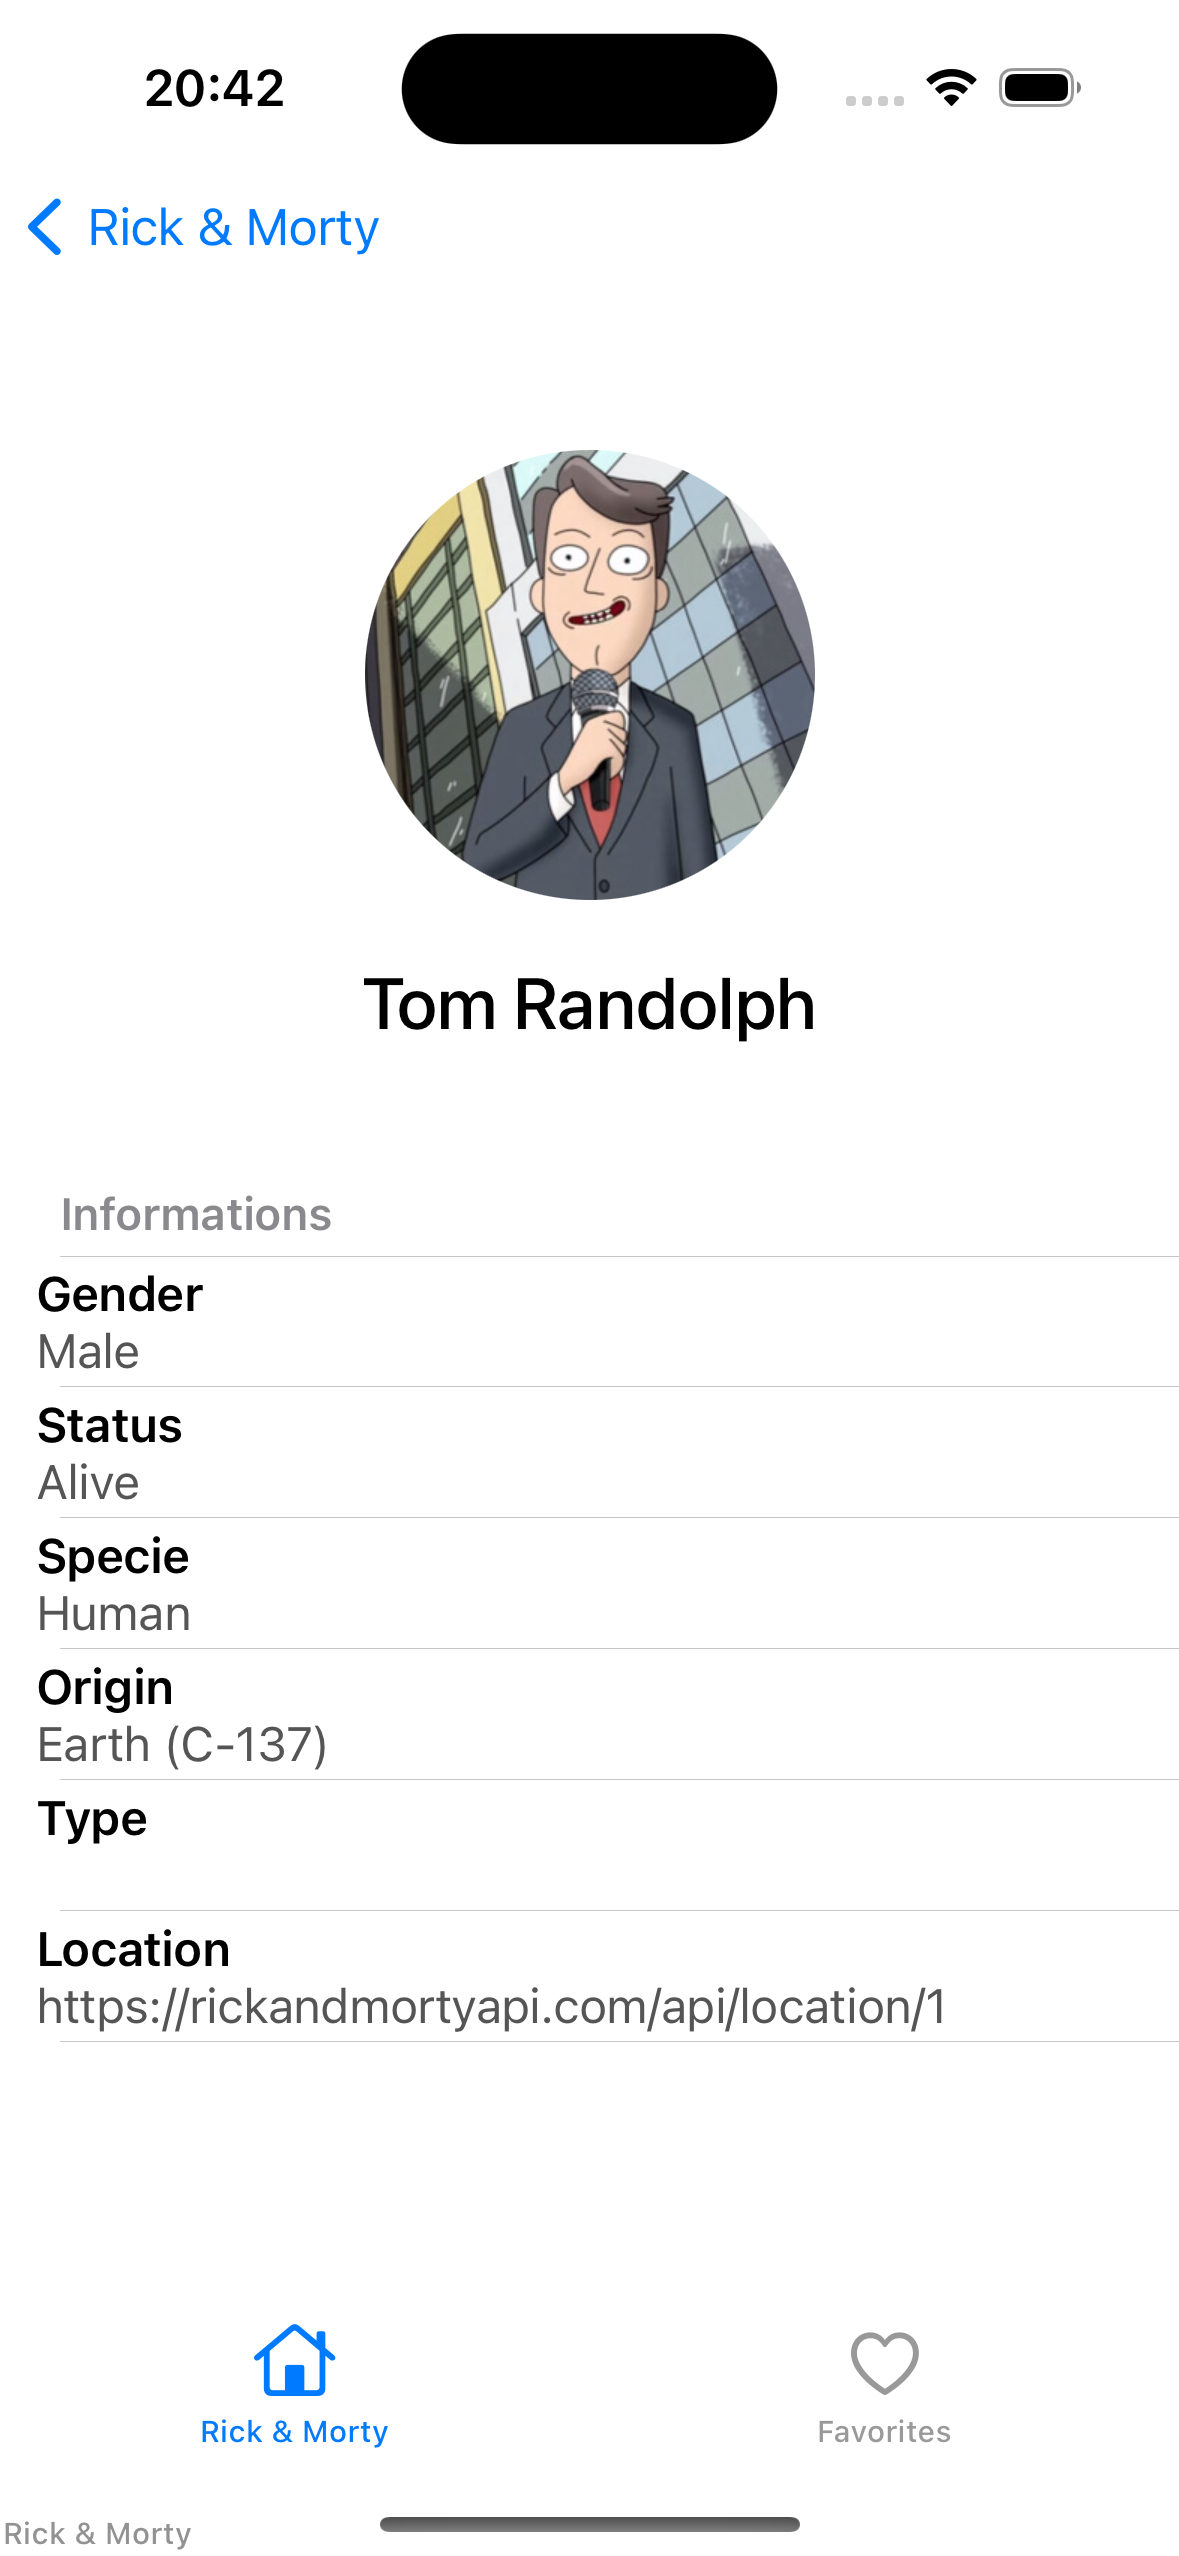 20:42
Rick & Morty
Tom Randolph
Informations
Gender
Male
Status
Alive
Specie
Human
Origin
Earth (C-137)
Type
Location
https://rickandmortyapi.com/api/location/1
Rick & Morty
Favorites
Rick & Morty